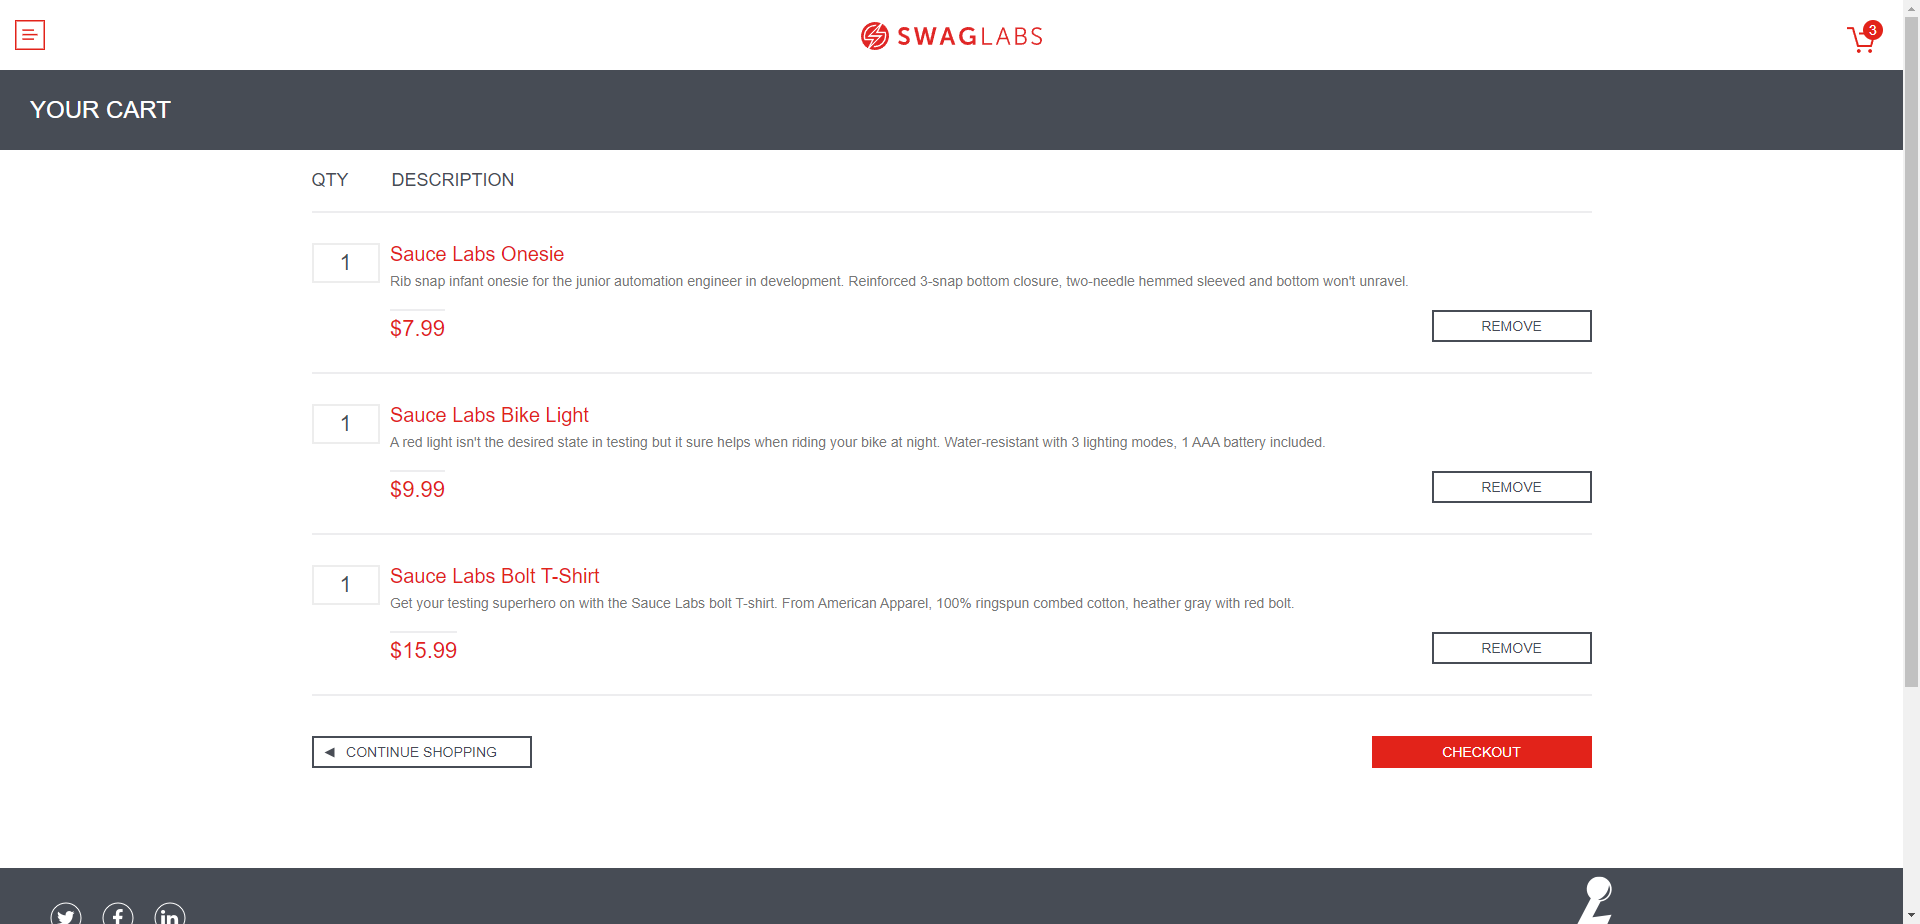 SWAGLABS
3
YOUR CART
QTY DESCRIPTION
1
Sauce Labs Onesie
Rib snap infant onesie for the junior automation engineer in development. Reinforced 3-snap bottom closure, two-needle hemmed sleeved and bottom won't unravel.
$7.99
REMOVE
1
Sauce Labs Bike Light
A red light isn't the desired state in testing but it sure helps when riding your bike at night. Water-resistant with 3 lighting modes, 1 AAA battery included.
$9.99
REMOVE
1
Sauce Labs Bolt T-Shirt
Get your testing superhero on with the Sauce Labs bolt T-shirt. From American Apparel, 100% ringspun combed cotton, heather gray with red bolt.
$15.99
REMOVE
CONTINUE SHOPPING
CHECKOUT